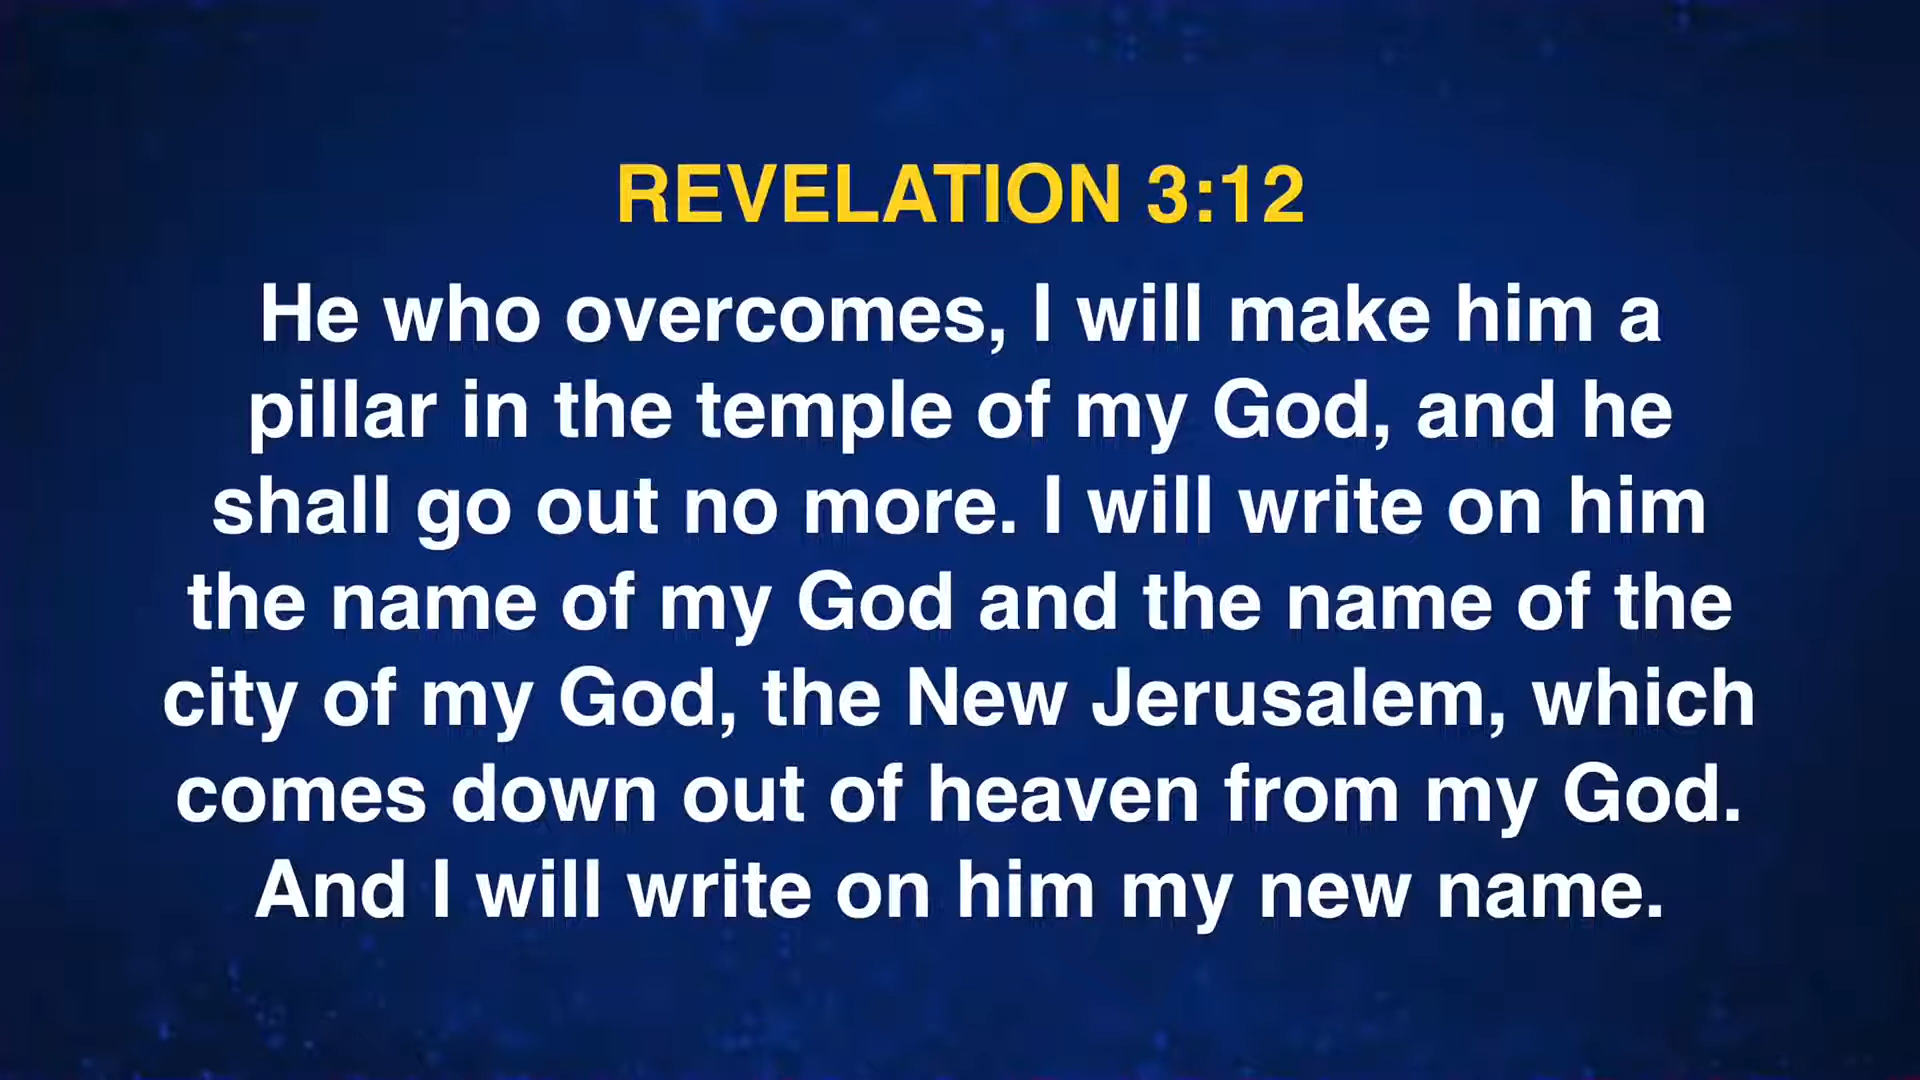 REVELATION 3:12
He who overcomes, I will make him a
pillar in the temple of my God, and he
shall go out no more. I will write on him
the name of my God and the name of the
city of my God, the New Jerusalem, which
comes down out of heaven from my God.
And I will write on him my new name.